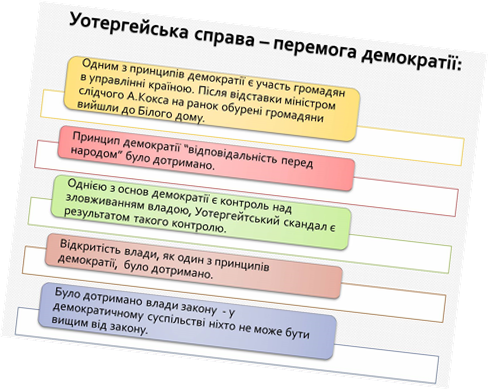 Уотергейська справа – перемога демократії:
Одним з принципів демократії є участь громадян
в управлінні країною. Після відставки міністром
слідчого А.Кокса на ранок обурені громадяни
вийшли до Білого дому.
Принцип демократії "відповідальність перед
народом" було дотримано.
Однією з основ демократії є контроль над
зловживанням владою, Уотергейтський скандал є
результатом такого контролю.
Відкритість влади, як один з принципів
демократії, було дотримано.
Було дотримано влади закону - у
демократичному суспільстві ніхто не може бути
вищим від закону.